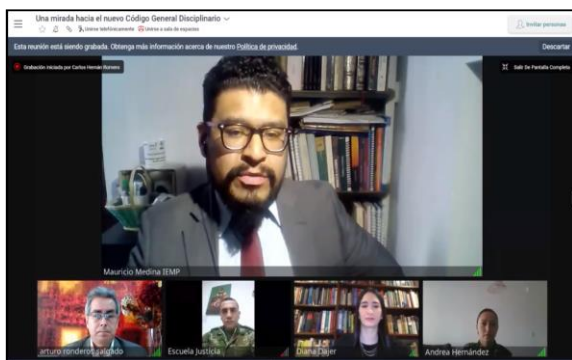 Una mirada hacia el nuevo Código General Disciplinario
Unirse telefónicamente Unirse a sala de espacios
Invitar personas
Esta reunión está siendo grabada. Obtenga más información acerca de nuestro Política de privacidad.
Descartar
Grabación iniciada por Carlos Hernán Romero
Salir De Pantalla Completa
Mauricio Medina IEMP
arturo ronderos salgado
Escuela Justicia
Diana Dajer
Andrea Hernández